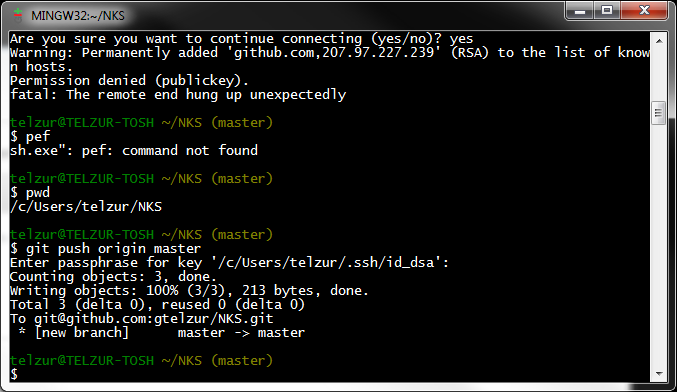 MINGW32:~/NKS
Are you sure you want to continue connecting (yes/no)? yes
Warning: Permanently added 'github.com,207.97.227.239' (RSA) to the list of know
n hosts.
Permission denied (publickey).
fatal: The remote end hung up unexpectedly
telzur@TELZUR-TOSH ~/NKS (master)
$ pef
sh.exe": pef: command not found
telzur@TELZUR-TOSH ~/NKS (master)
$ pwd
/c/Users/telzur/NKS
telzur@TELZUR-TOSH ~/NKS (master)
$ git push origin master
Enter passphrase for key '/c/Users/telzur/.ssh/id_dsa':
Counting objects: 3, done.
Writing objects: 100% (3/3), 213 bytes, done.
Total 3 (delta 0), reused 0 (delta 0)
To git@github.com:gtelzur/NKS.git
 * [new branch]      master -> master
telzur@TELZUR-TOSH ~/NKS (master)
$